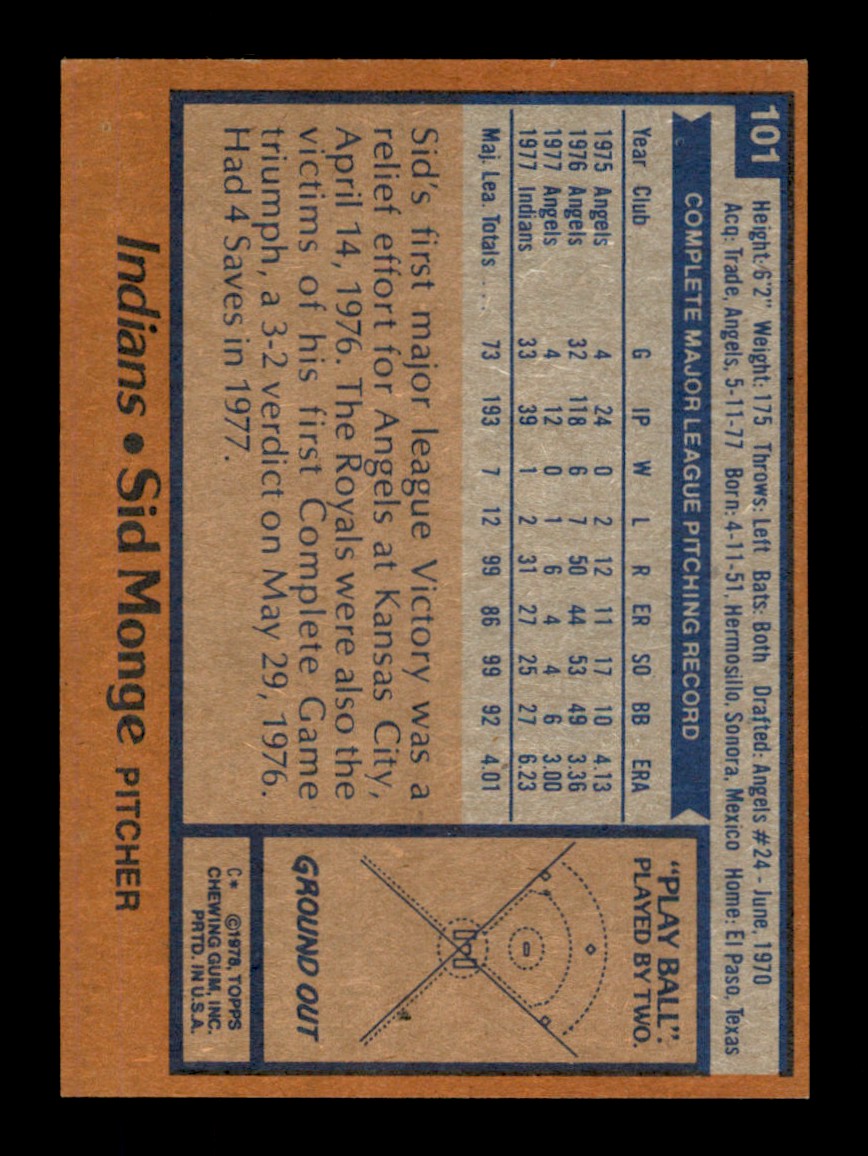 101
Height: 6'2" Weight: 175 Throws: Left Bats: Both Drafted: Angels #24 - June, 1970
Acq: Trade, Angels, 5-11-77 Born: 4-11-51, Hermosillo, Sonora, Mexico Home: El Paso, Texas
COMPLETE MAJOR LEAGUE PITCHING RECORD
Year Club G IP W L R ER SO BB ERA
1975 Angels 4 24 0 2 12 11 17 10 4.13
1976 Angels 32 118 6 7 50 44 53 49 3.36
1977 Angels 4 12 0 1 6 4 4 6 3.00
1977 Indians 33 39 1 2 31 27 25 27 6.23
Maj. Lea. Totals .... 73 193 7 12 99 86 99 92 4.01
Sid's first major league Victory was a
relief effort for Angels at Kansas City,
April 14, 1976. The Royals were also the
victims of his first Complete Game
triumph, a 3-2 verdict on May 29, 1976.
Had 4 Saves in 1977.
"PLAY BALL":
PLAYED BY TWO.
GROUND OUT
C* ©1978, TOPPS
CHEWING GUM, INC.
PRTD. IN U.S.A.
Indians • Sid Monge PITCHER